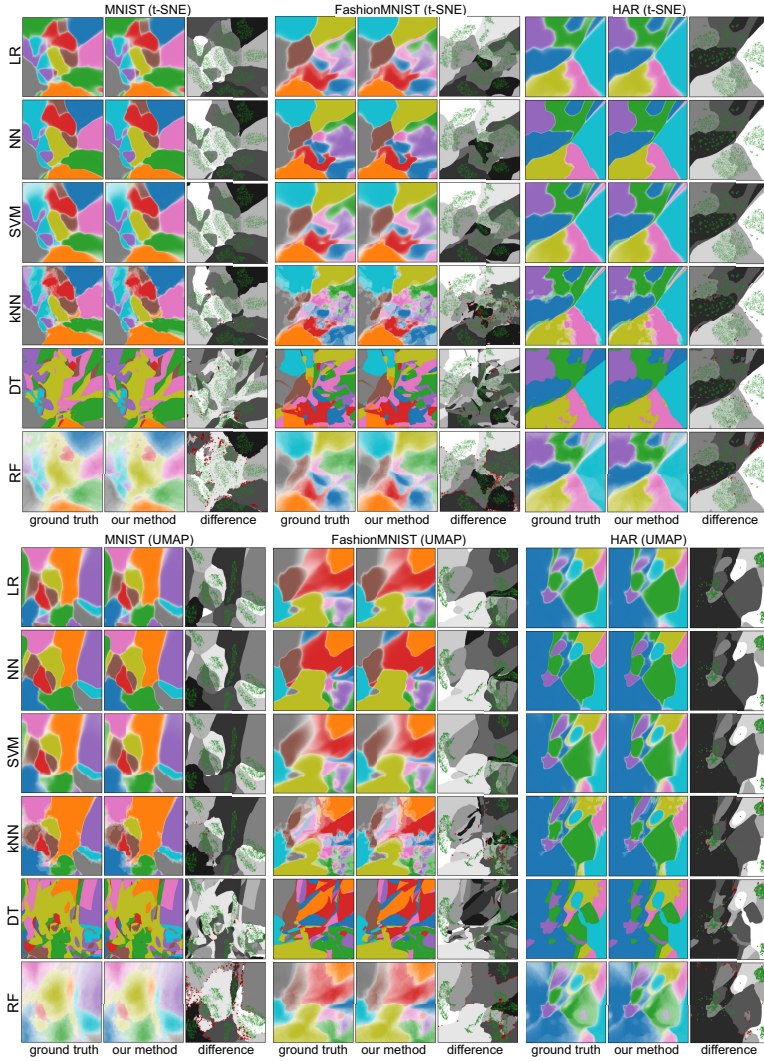 MNIST (t-SNE) FashionMNIST (t-SNE) HAR (t-SNE)
LR
NN
SVM
kNN
DT
RF
ground truth our method difference ground truth our method difference ground truth our method difference
MNIST (UMAP) FashionMNIST (UMAP) HAR (UMAP)
LR
NN
SVM
kNN
DT
RF
ground truth our method difference ground truth our method difference ground truth our method difference